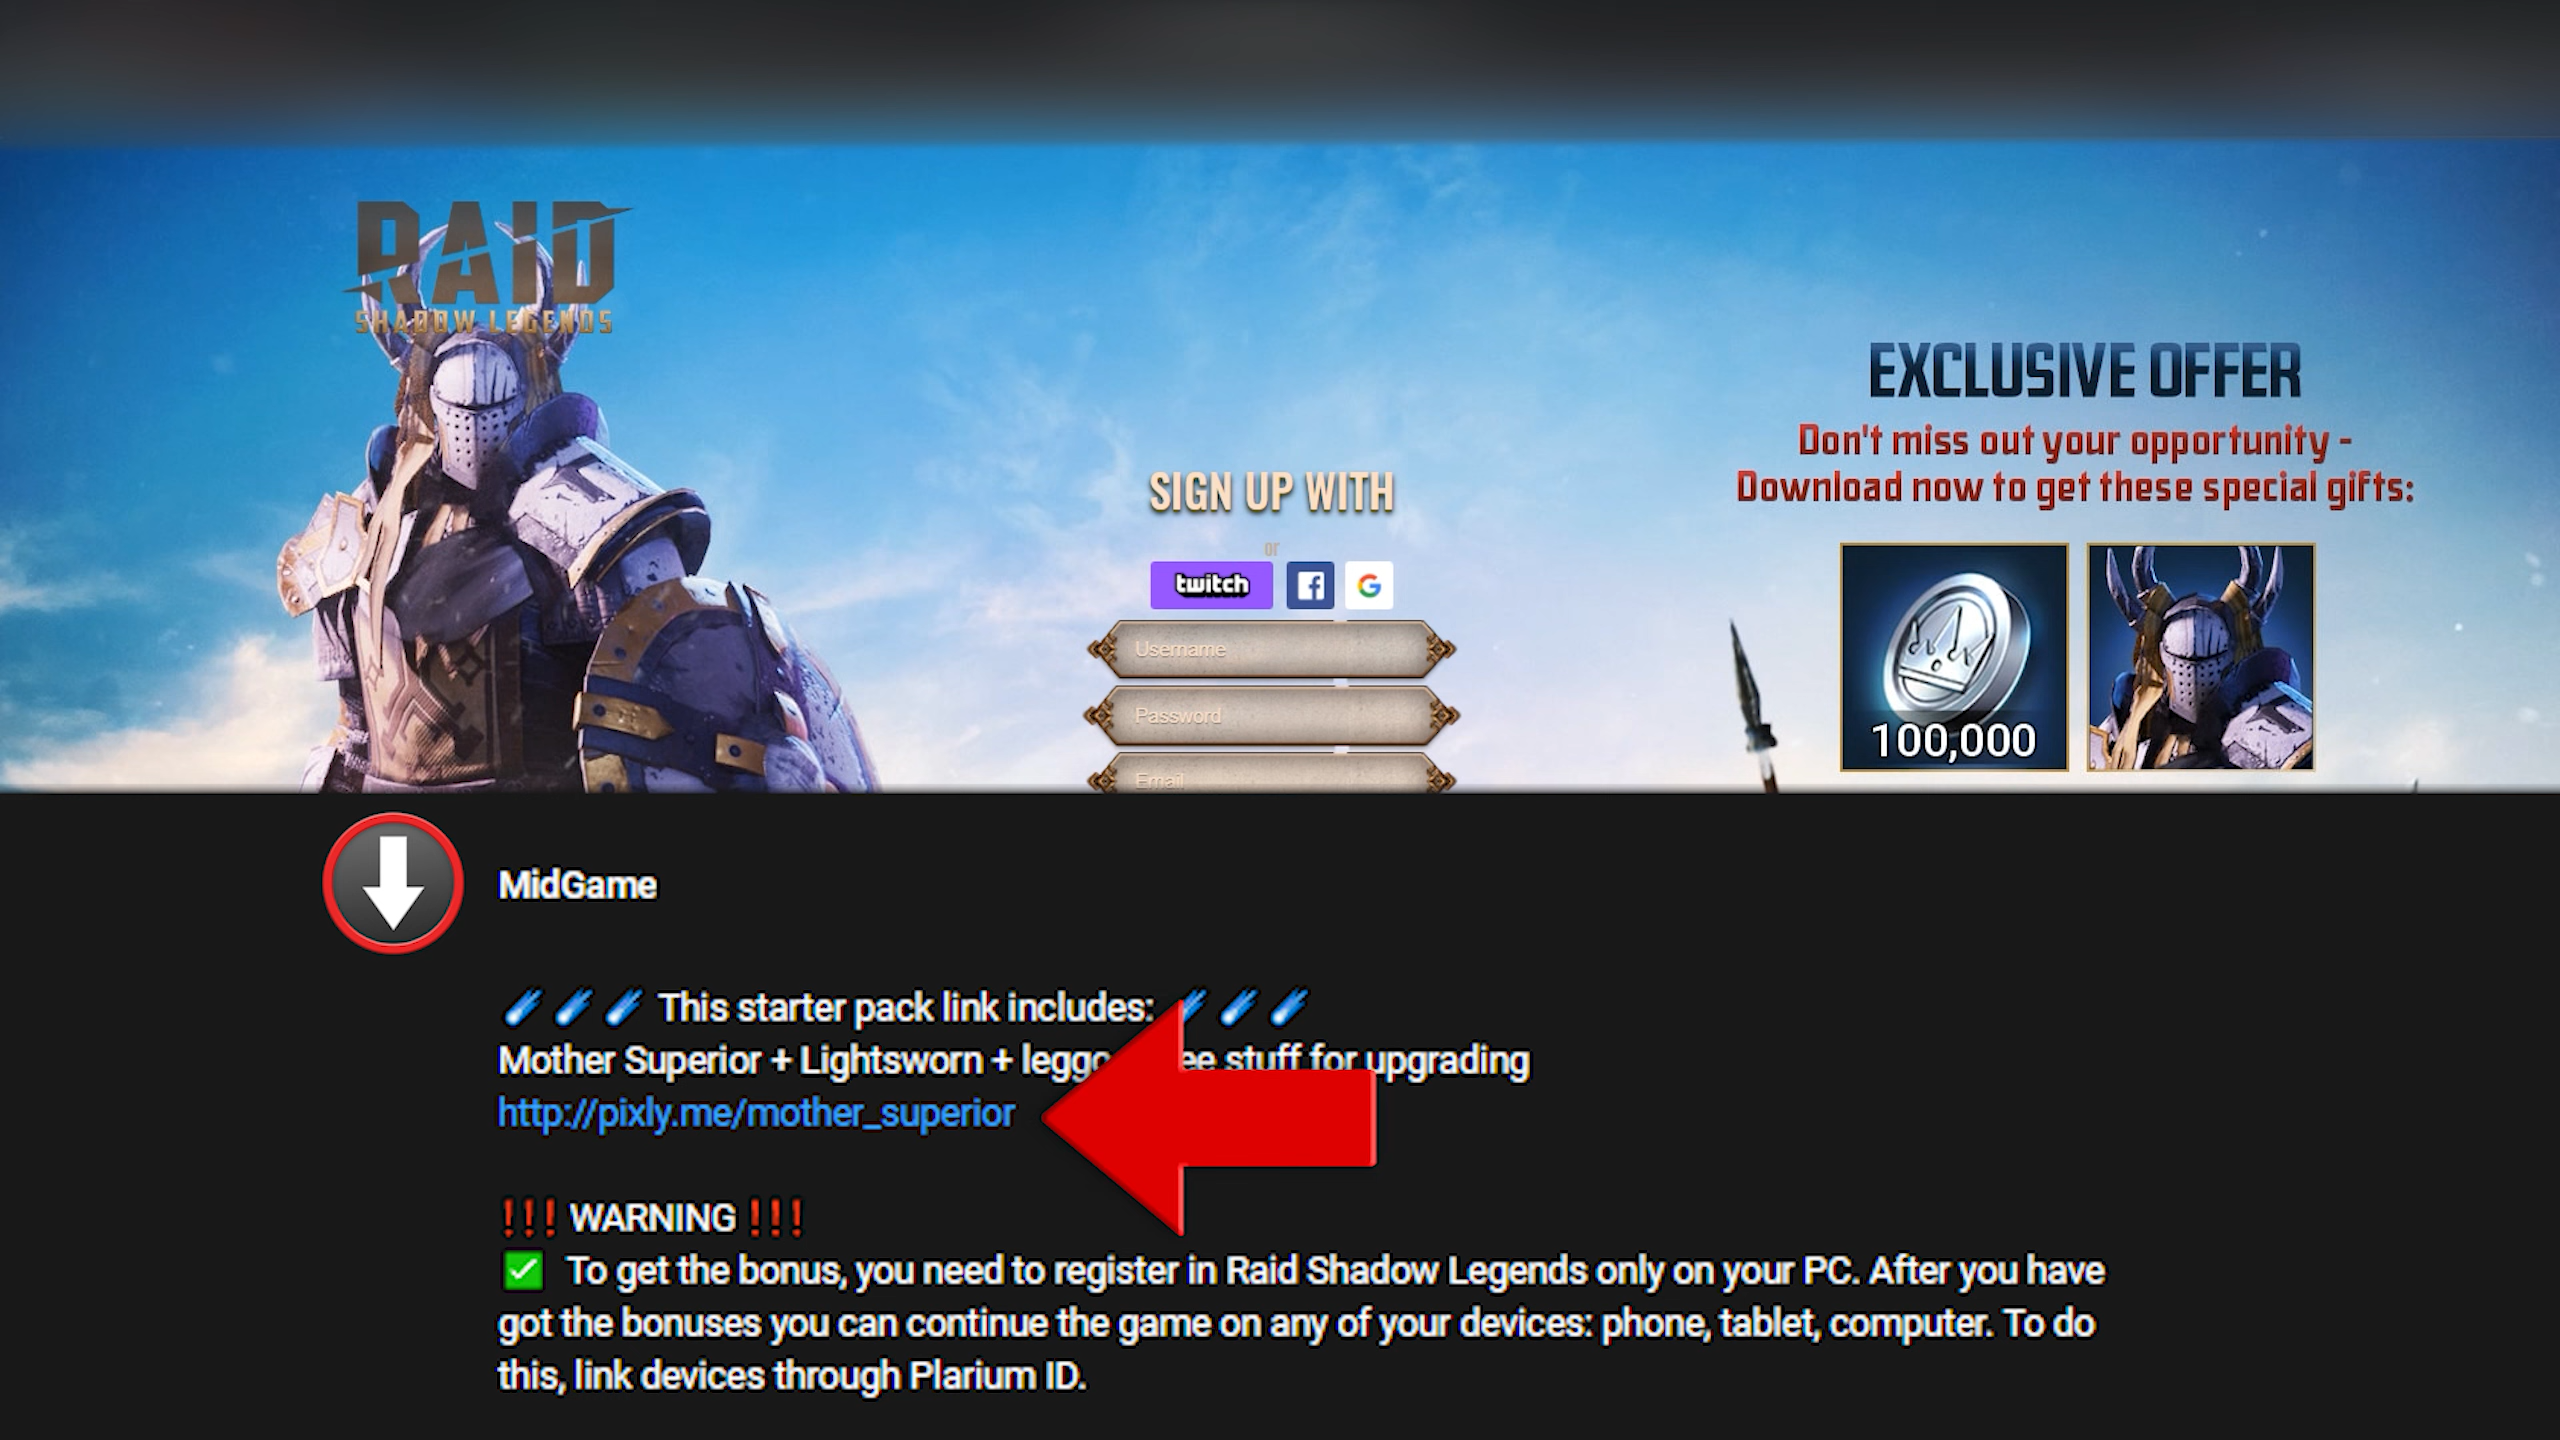 RAID
SHADOW LEGENDS
EXCLUSIVE OFFER
Don't miss out your opportunity -
Download now to get these special gifts:
SIGN UP WITH
or
twitch
Username
Password
Email
100,000
MidGame
This starter pack link includes:
Mother Superior + Lightsworn + stuff for upgrading
http://pixly.me/mother_superior
!!! WARNING !!!
To get the bonus, you need to register in Raid Shadow Legends only on your PC. After you have
got the bonuses you can continue the game on any of your devices: phone, tablet, computer. To do
this, link devices through Plarium ID.